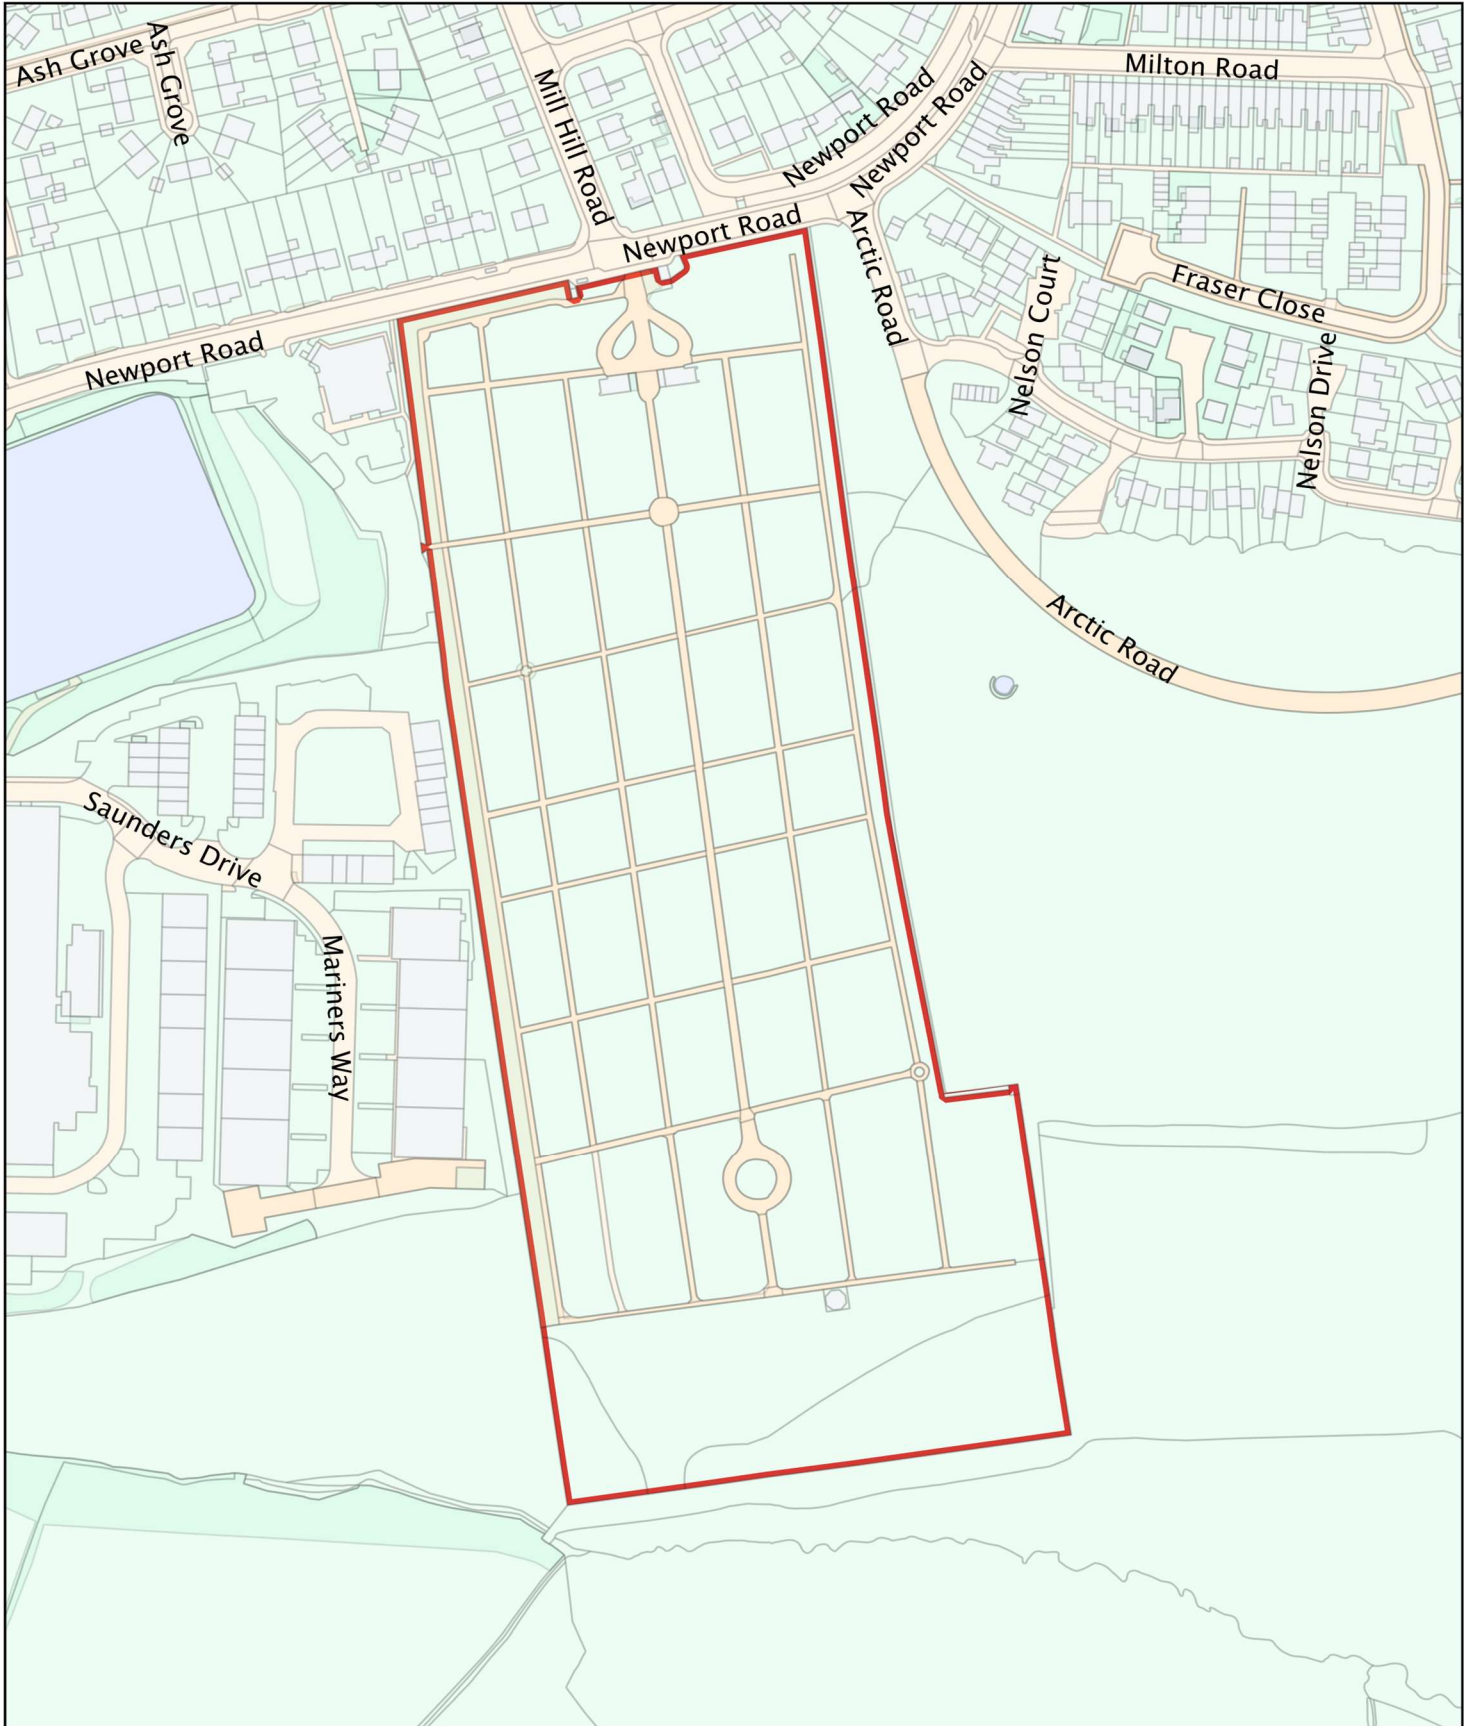 Ash Grove
Ash Grove
Mill Hill Road
Newport Road
Newport Road
Milton Road
Newport Road
Arctic Road
Nelson Court
Fraser Close
Nelson Drive
Newport Road
Arctic Road
Saunders Drive
Mariners Way